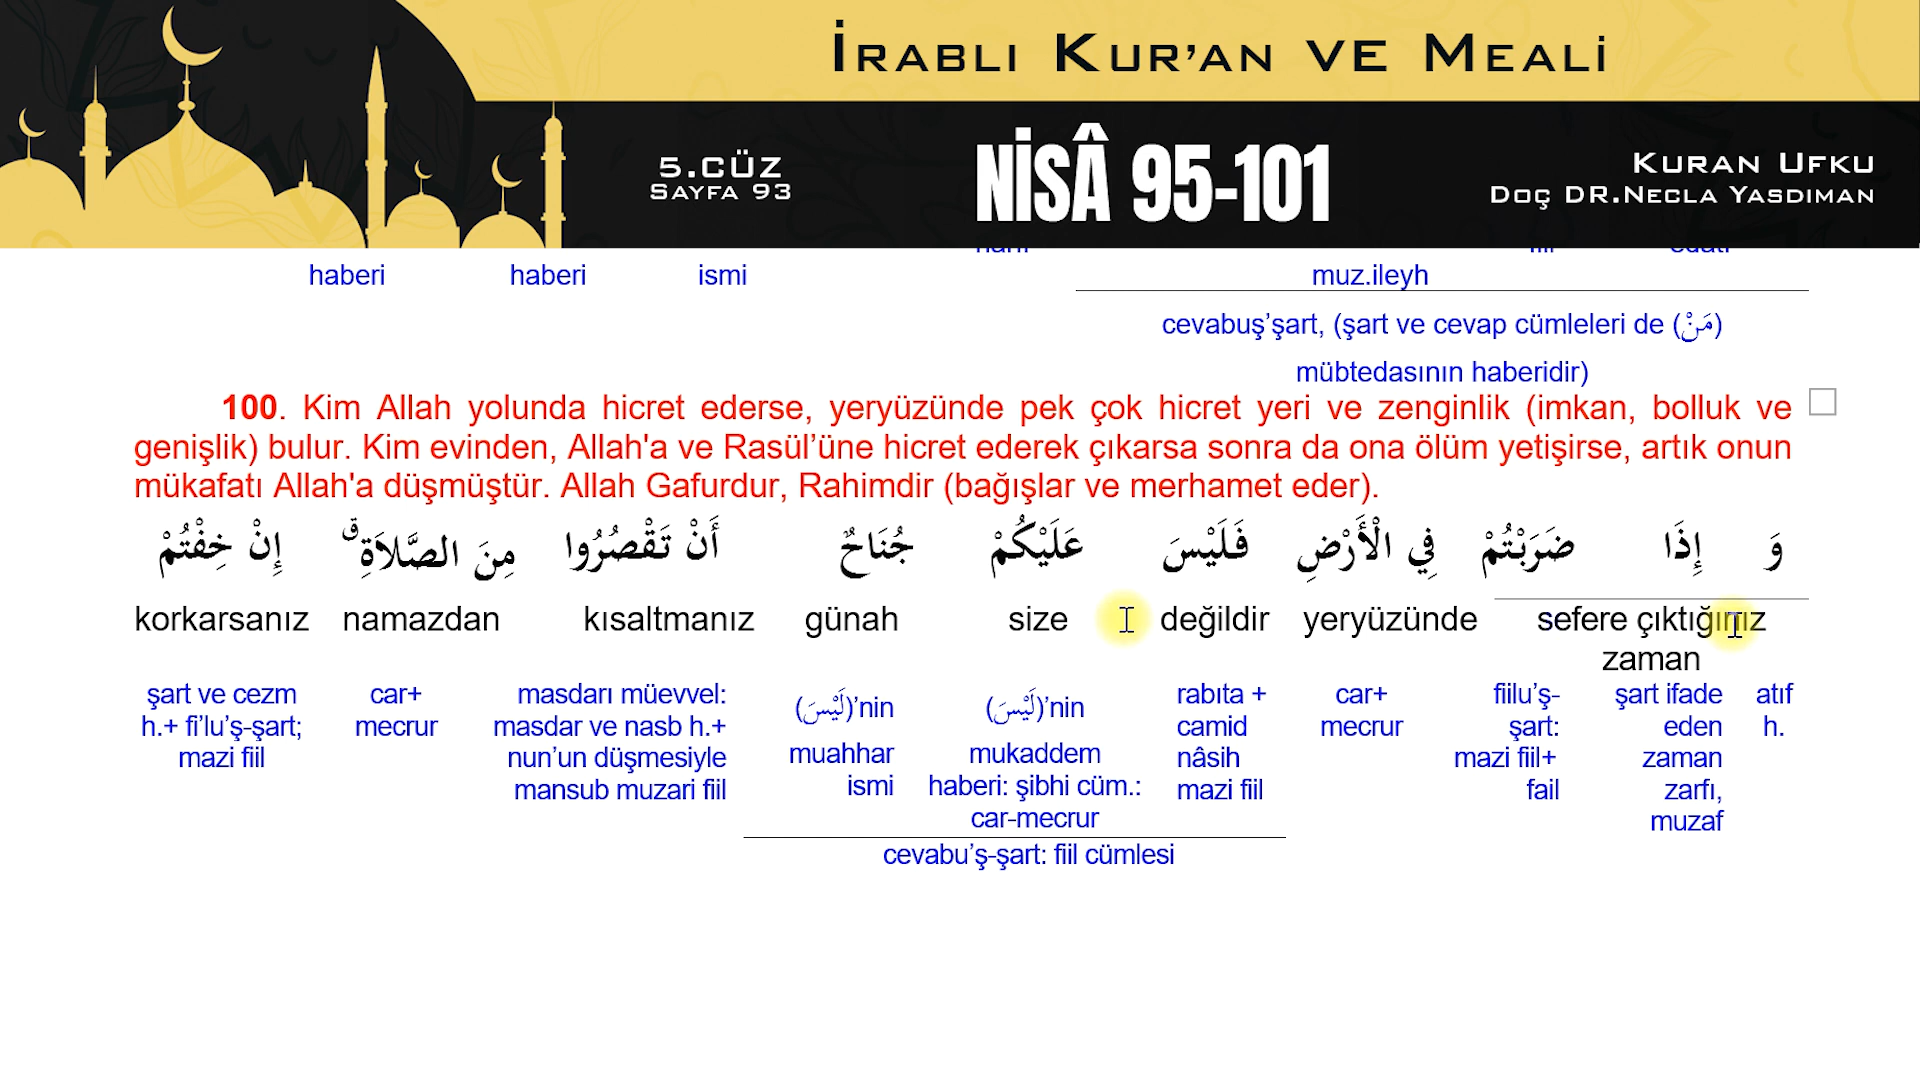 İRABLI KUR'AN VE MEALİ
5.CÜZ
SAYFA 93
NİSÂ 95-101
KURAN UFKU
DOÇ DR.NECLA YASDIMAN
haberi haberi ismi muz.ileyh
cevabuş’şart, (şart ve cevap cümleleri de (مَنْ)
mübtedasının haberidir)
100. Kim Allah yolunda hicret ederse, yeryüzünde pek çok hicret yeri ve zenginlik (imkan, bolluk ve
genişlik) bulur. Kim evinden, Allah'a ve Rasül’üne hicret ederek çıkarsa sonra da ona ölüm yetişirse, artık onun
mükafatı Allah'a düşmüştür. Allah Gafurdur, Rahimdir (bağışlar ve merhamet eder).
وَ إِذَا ضَرَبْتُمْ فِي الْأَرْضِ فَلَيْسَ عَلَيْكُمْ جُنَاحٌ أَنْ تَقْصُرُوا مِنَ الصَّلَاةِۗ إِنْ خِفْتُمْ
korkarsanız namazdan kısaltmanız günah size değildir yeryüzünde sefere çıktığınız
zaman
şart ve cezm
h.+ fi’lu’ş-şart;
mazi fiil
car+
mecrur
masdarı müevvel:
masdar ve nasb h.+
nun’un düşmesiyle
mansub muzari fiil
(لَيْسَ)’nin
muahhar
ismi
(لَيْسَ)’nin
mukaddem
haberi: şibhi cüm.:
car-mecrur
rabıta +
camid
nâsih
mazi fiil
car+
mecrur
fiilu’ş-
şart:
mazi fiil+
fail
şart ifade
eden
zaman
zarfı,
muzaf
atıf
h.
cevabu’ş-şart: fiil cümlesi